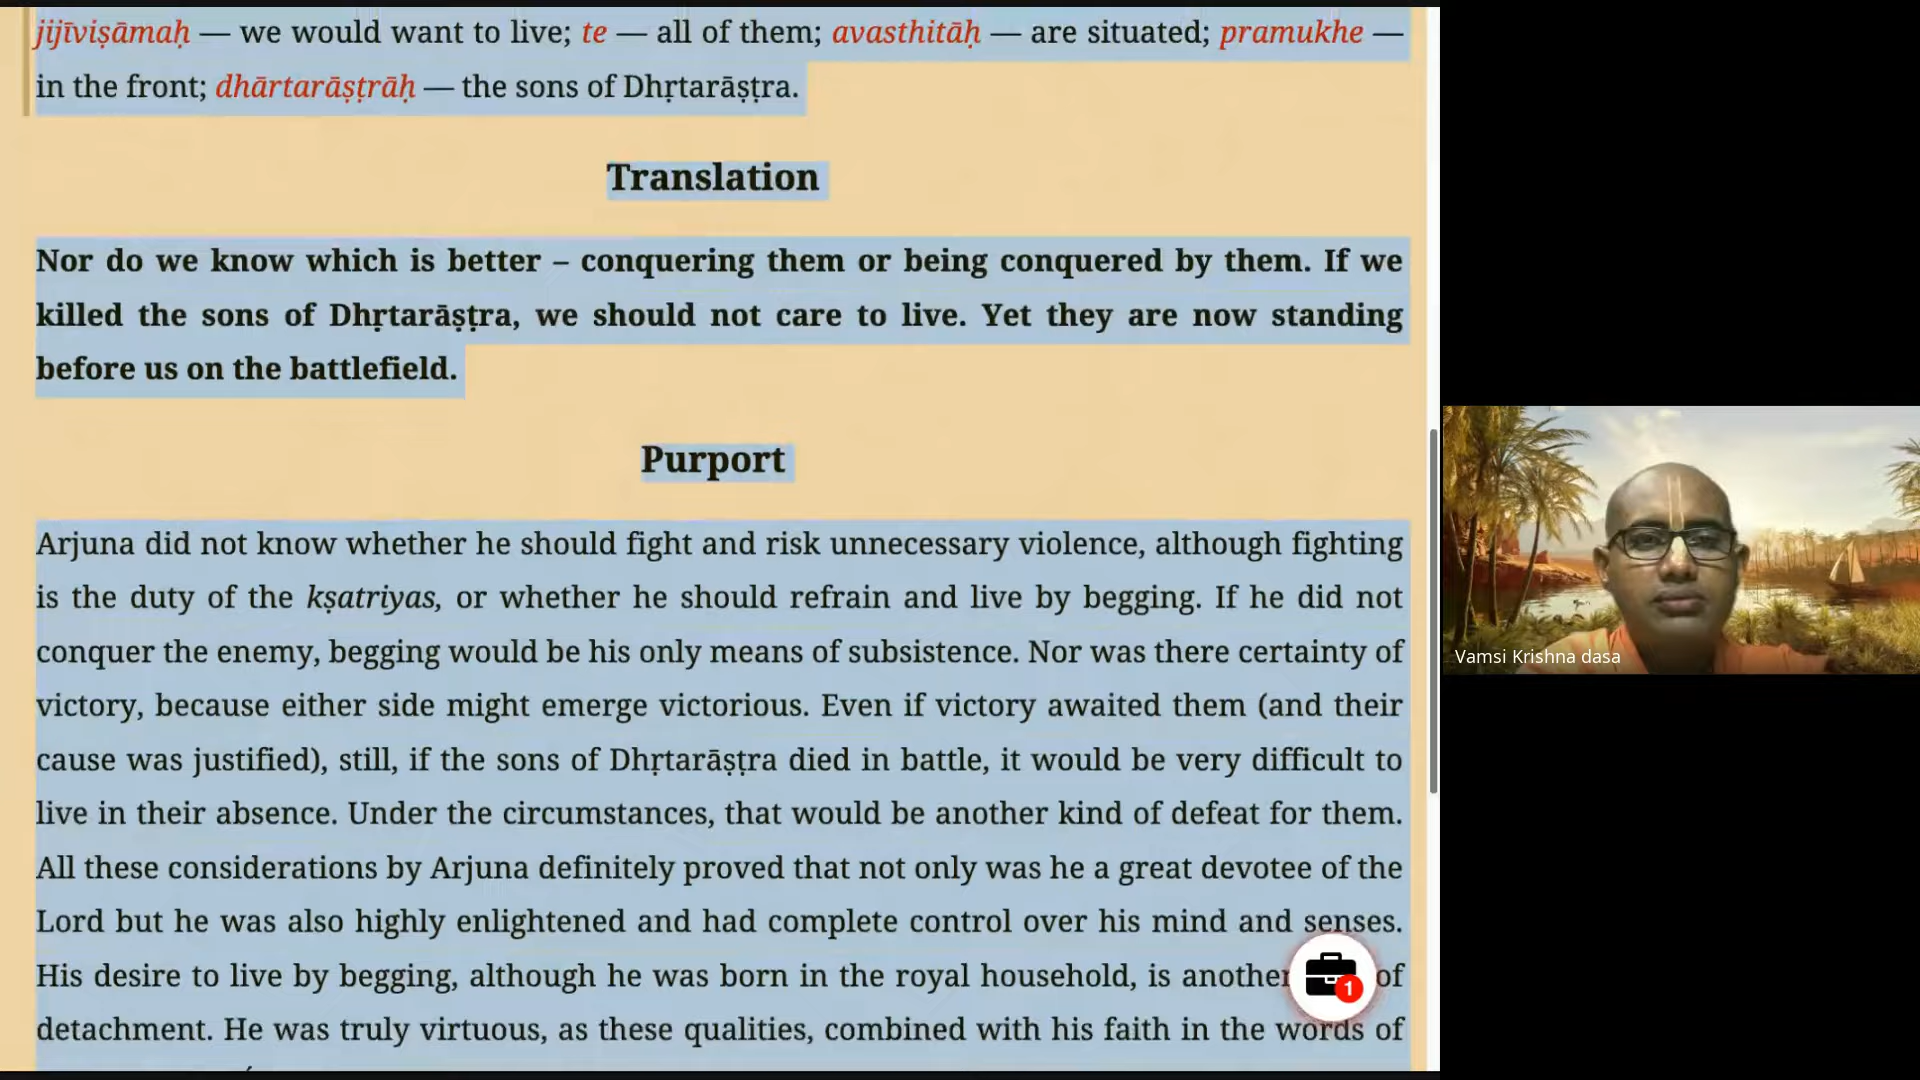 jijīviṣāmaḥ — we would want to live; te — all of them; avasthitāḥ — are situated; pramukhe —
in the front; dhārtarāṣṭrāḥ — the sons of Dhṛtarāṣṭra.
Translation
Nor do we know which is better – conquering them or being conquered by them. If we
killed the sons of Dhṛtarāṣṭra, we should not care to live. Yet they are now standing
before us on the battlefield.
Purport
Arjuna did not know whether he should fight and risk unnecessary violence, although fighting
is the duty of the kṣatriyas, or whether he should refrain and live by begging. If he did not
conquer the enemy, begging would be his only means of subsistence. Nor was there certainty of
victory, because either side might emerge victorious. Even if victory awaited them (and their
cause was justified), still, if the sons of Dhṛtarāṣṭra died in battle, it would be very difficult to
live in their absence. Under the circumstances, that would be another kind of defeat for them.
All these considerations by Arjuna definitely proved that not only was he a great devotee of the
Lord but he was also highly enlightened and had complete control over his mind and senses.
His desire to live by begging, although he was born in the royal household, is another of
detachment. He was truly virtuous, as these qualities, combined with his faith in the words of
1
Vamsi Krishna dasa